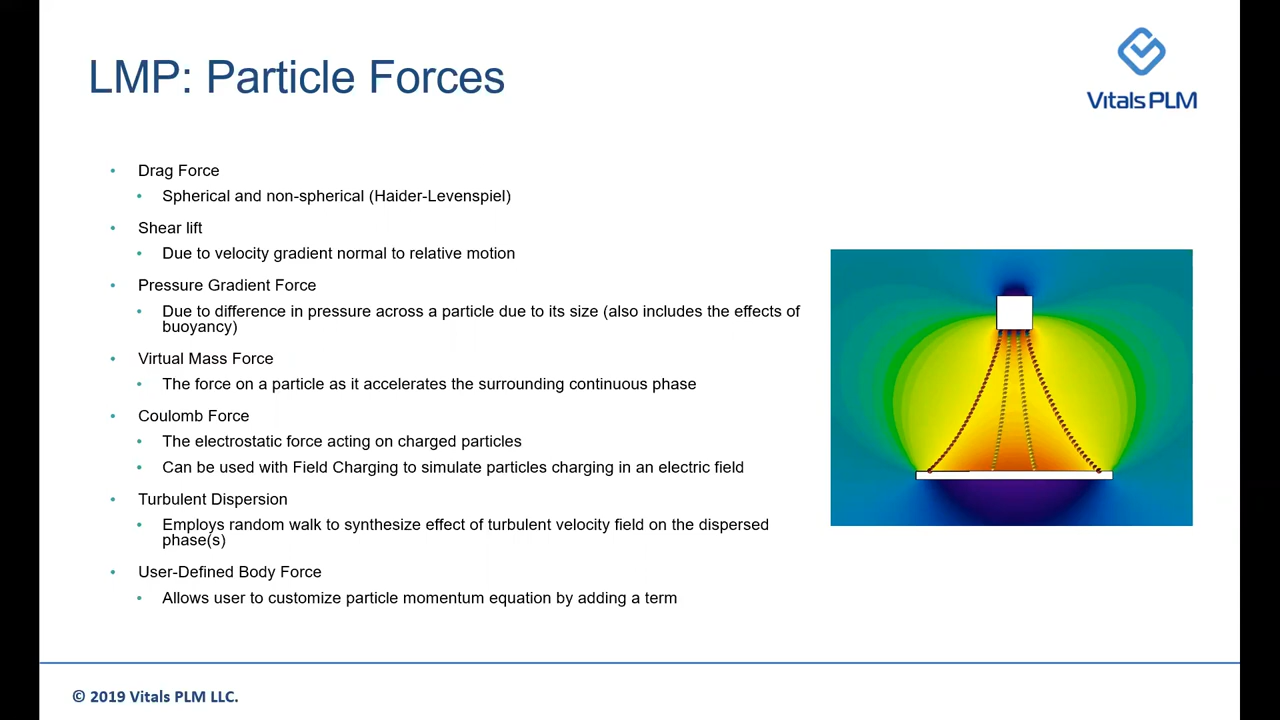 LMP: Particle Forces
Vitals PLM
• Drag Force
• Spherical and non-spherical (Haider-Levenspiel)
• Shear lift
• Due to velocity gradient normal to relative motion
• Pressure Gradient Force
• Due to difference in pressure across a particle due to its size (also includes the effects of
buoyancy)
• Virtual Mass Force
• The force on a particle as it accelerates the surrounding continuous phase
• Coulomb Force
• The electrostatic force acting on charged particles
• Can be used with Field Charging to simulate particles charging in an electric field
• Turbulent Dispersion
• Employs random walk to synthesize effect of turbulent velocity field on the dispersed
phase(s)
• User-Defined Body Force
• Allows user to customize particle momentum equation by adding a term
© 2019 Vitals PLM LLC.